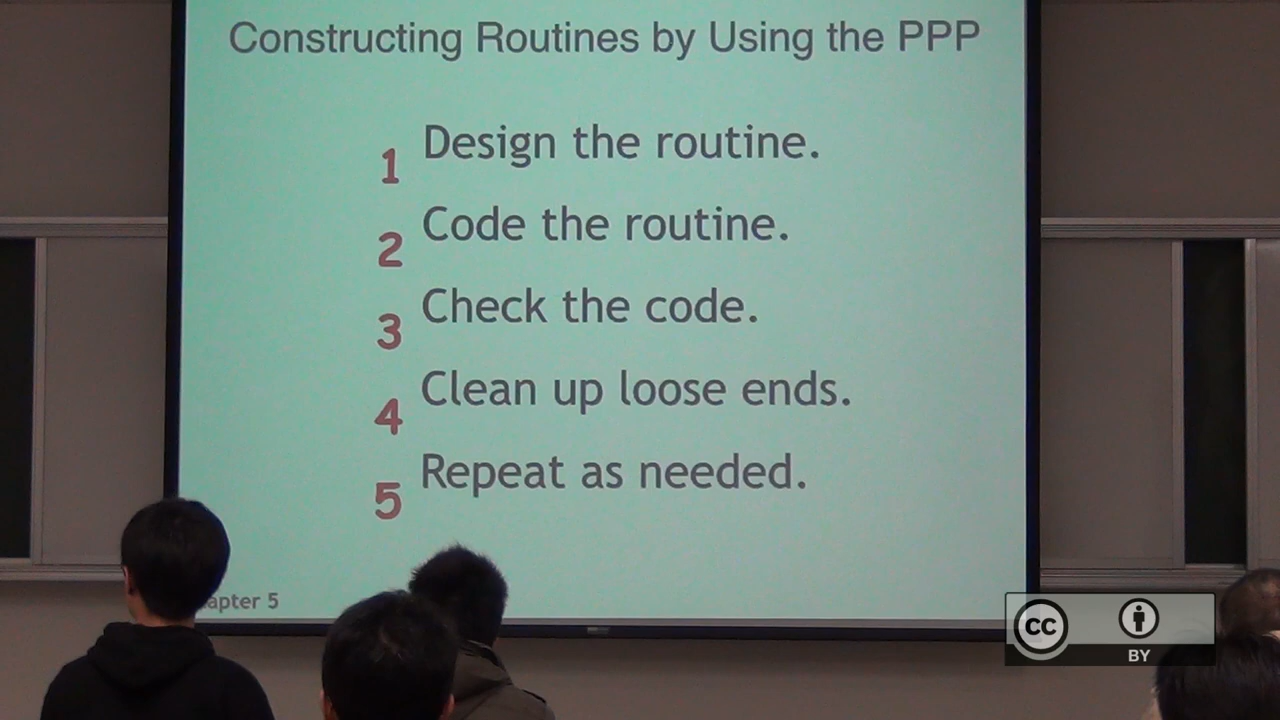 Constructing Routines by Using the PPP
1 Design the routine.
2 Code the routine.
3 Check the code.
4 Clean up loose ends.
5 Repeat as needed.
apter 5
CC
BY